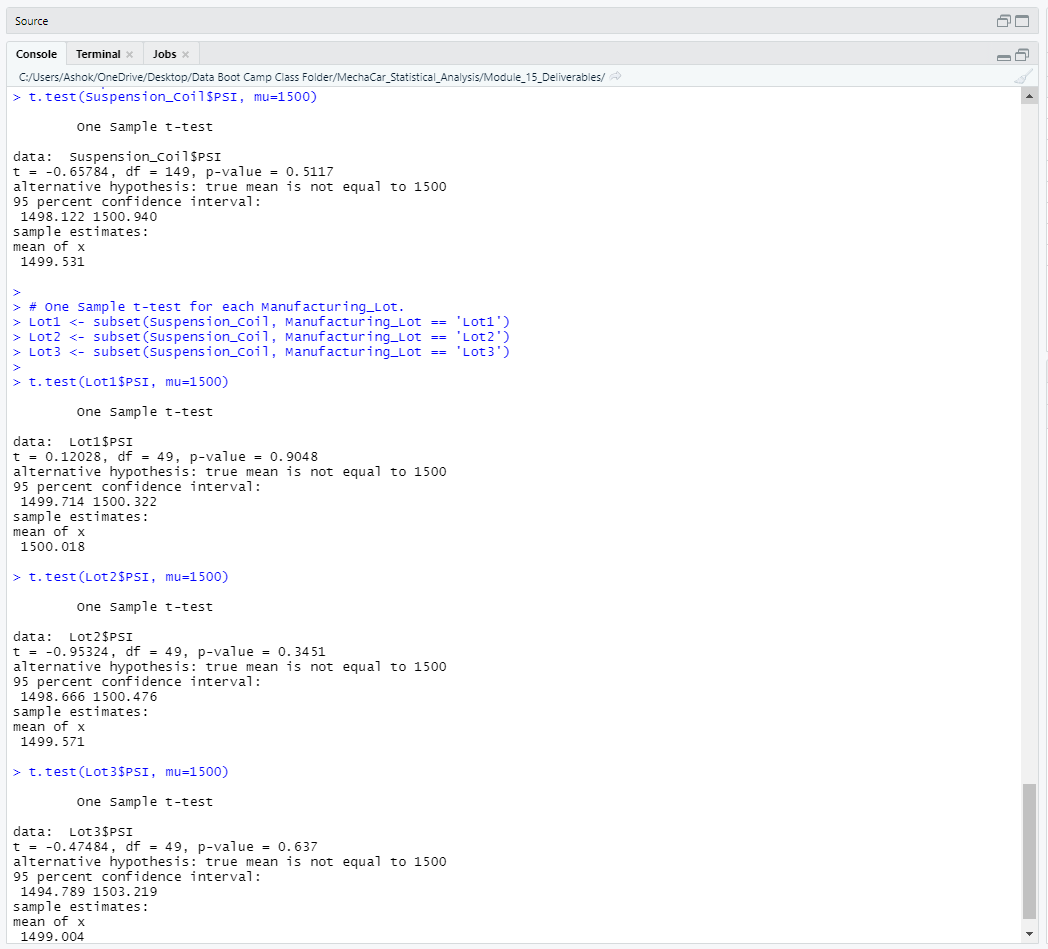 Source
Console Terminal Jobs
C:/Users/Ashok/OneDrive/Desktop/Data Boot Camp Class Folder/MechaCar_Statistical_Analysis/Module_15_Deliverables/
> t.test(Suspension_Coil$PSI, mu=1500)
One Sample t-test
data:  Suspension_Coil$PSI
t = -0.65784, df = 149, p-value = 0.5117
alternative hypothesis: true mean is not equal to 1500
95 percent confidence interval:
1498.122 1500.940
sample estimates:
mean of x
1499.531
>
> # One Sample t-test for each Manufacturing_Lot.
> Lot1 <- subset(Suspension_Coil, Manufacturing_Lot == 'Lot1')
> Lot2 <- subset(Suspension_Coil, Manufacturing_Lot == 'Lot2')
> Lot3 <- subset(Suspension_Coil, Manufacturing_Lot == 'Lot3')
>
> t.test(Lot1$PSI, mu=1500)
One Sample t-test
data:  Lot1$PSI
t = 0.12028, df = 49, p-value = 0.9048
alternative hypothesis: true mean is not equal to 1500
95 percent confidence interval:
1499.714 1500.322
sample estimates:
mean of x
1500.018
> t.test(Lot2$PSI, mu=1500)
One Sample t-test
data:  Lot2$PSI
t = -0.95324, df = 49, p-value = 0.3451
alternative hypothesis: true mean is not equal to 1500
95 percent confidence interval:
1498.666 1500.476
sample estimates:
mean of x
1499.571
> t.test(Lot3$PSI, mu=1500)
One Sample t-test
data:  Lot3$PSI
t = -0.47484, df = 49, p-value = 0.637
alternative hypothesis: true mean is not equal to 1500
95 percent confidence interval:
1494.789 1503.219
sample estimates:
mean of x
1499.004